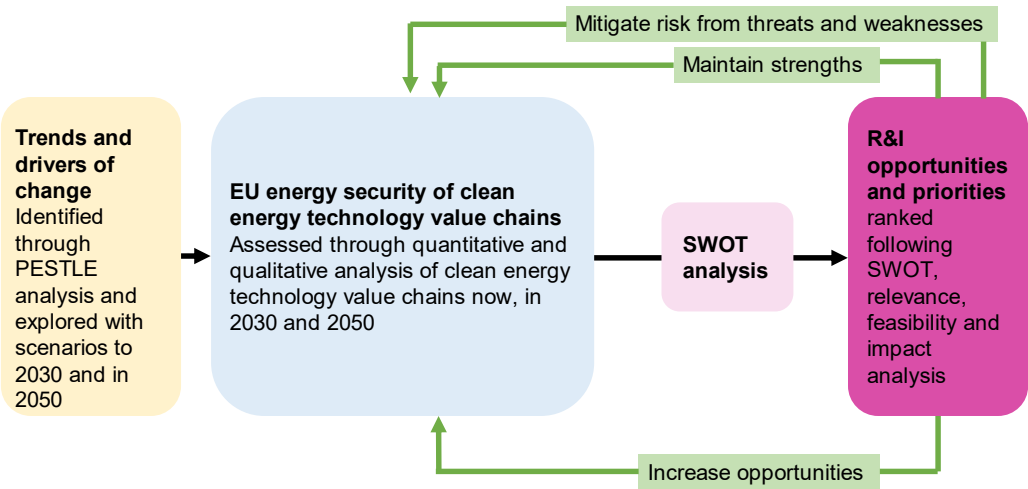 Mitigate risk from threats and weaknesses
Maintain strengths
Trends and
drivers of
change
Identified
through
PESTLE
analysis and
explored with
scenarios to
2030 and in
2050
EU energy security of clean
energy technology value chains
Assessed through quantitative and
qualitative analysis of clean energy
technology value chains now, in
2030 and 2050
SWOT
analysis
R&I
opportunities
and priorities
ranked
following
SWOT,
relevance,
feasibility and
impact
analysis
Increase opportunities